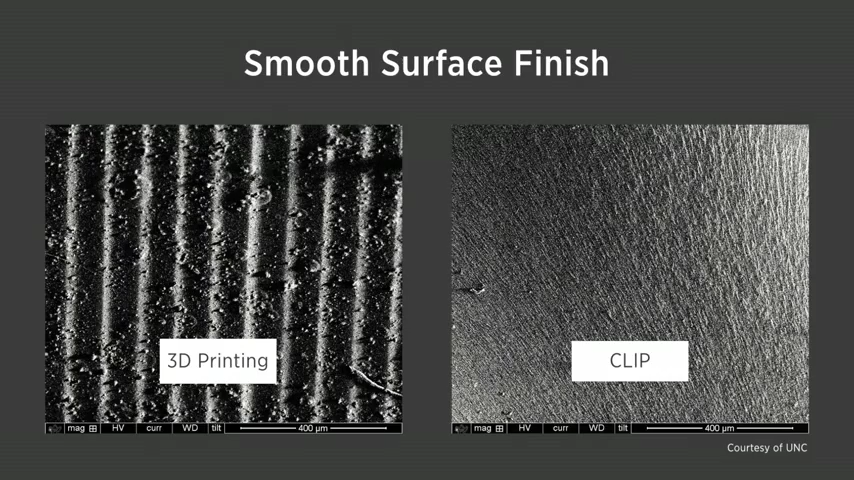 Smooth Surface Finish
3D Printing
CLIP
mag HV curr WD tilt 400 µm
mag HV curr WD tilt 400 µm
Courtesy of UNC